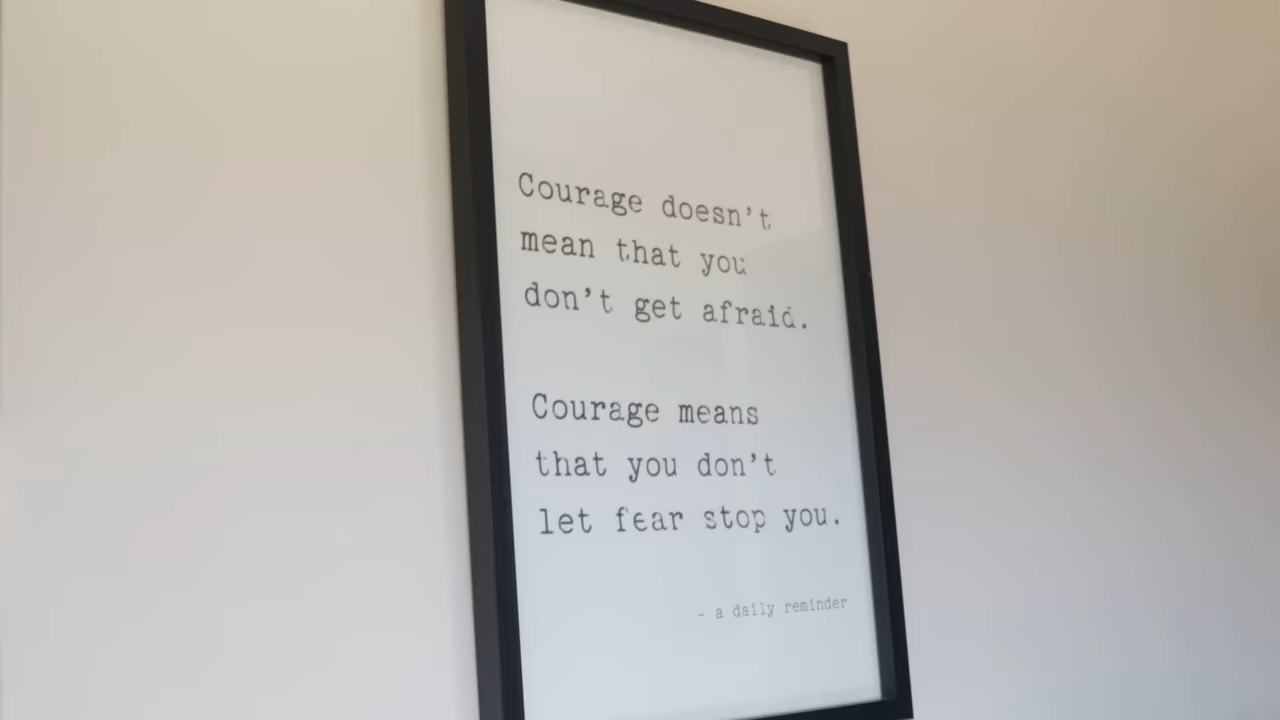 Courage doesn't
mean that you
don't get afraid.
Courage means
that you don't
let fear stop you.
- a daily reminder